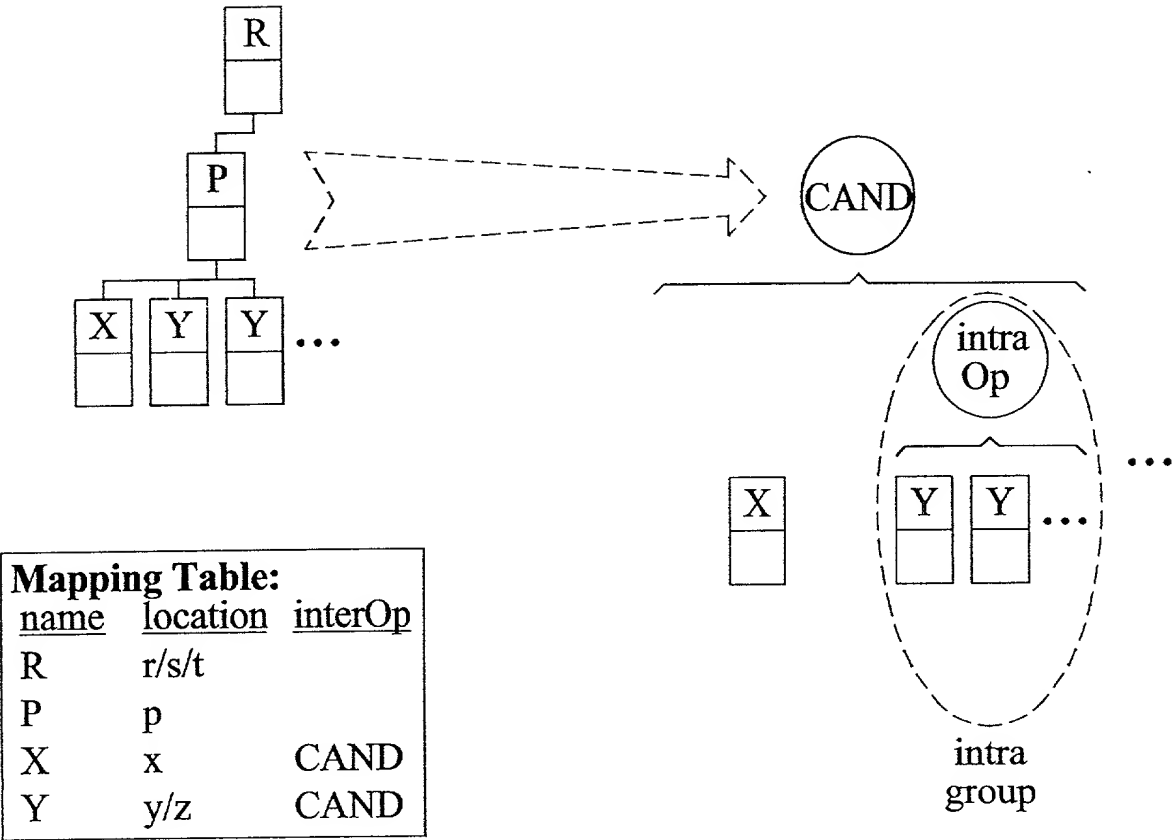 R
P
CAND
X Y Y ...
intra
Op
X Y Y ...
...
Mapping Table:
name location interOp
R r/s/t
P p
X x CAND
Y y/z CAND
intra
group